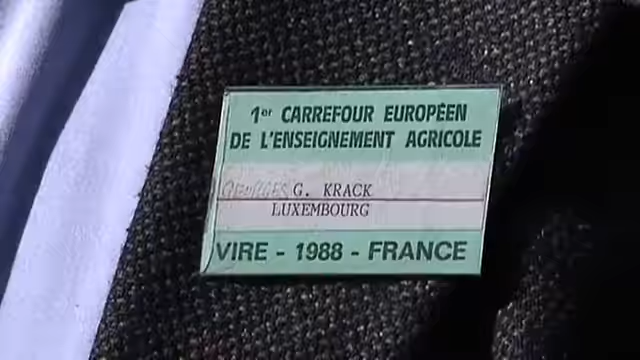 1er CARREFOUR EUROPÉEN
DE L'ENSEIGNEMENT AGRICOLE
GEORGES G. KRACK
LUXEMBOURG
VIRE - 1988 - FRANCE